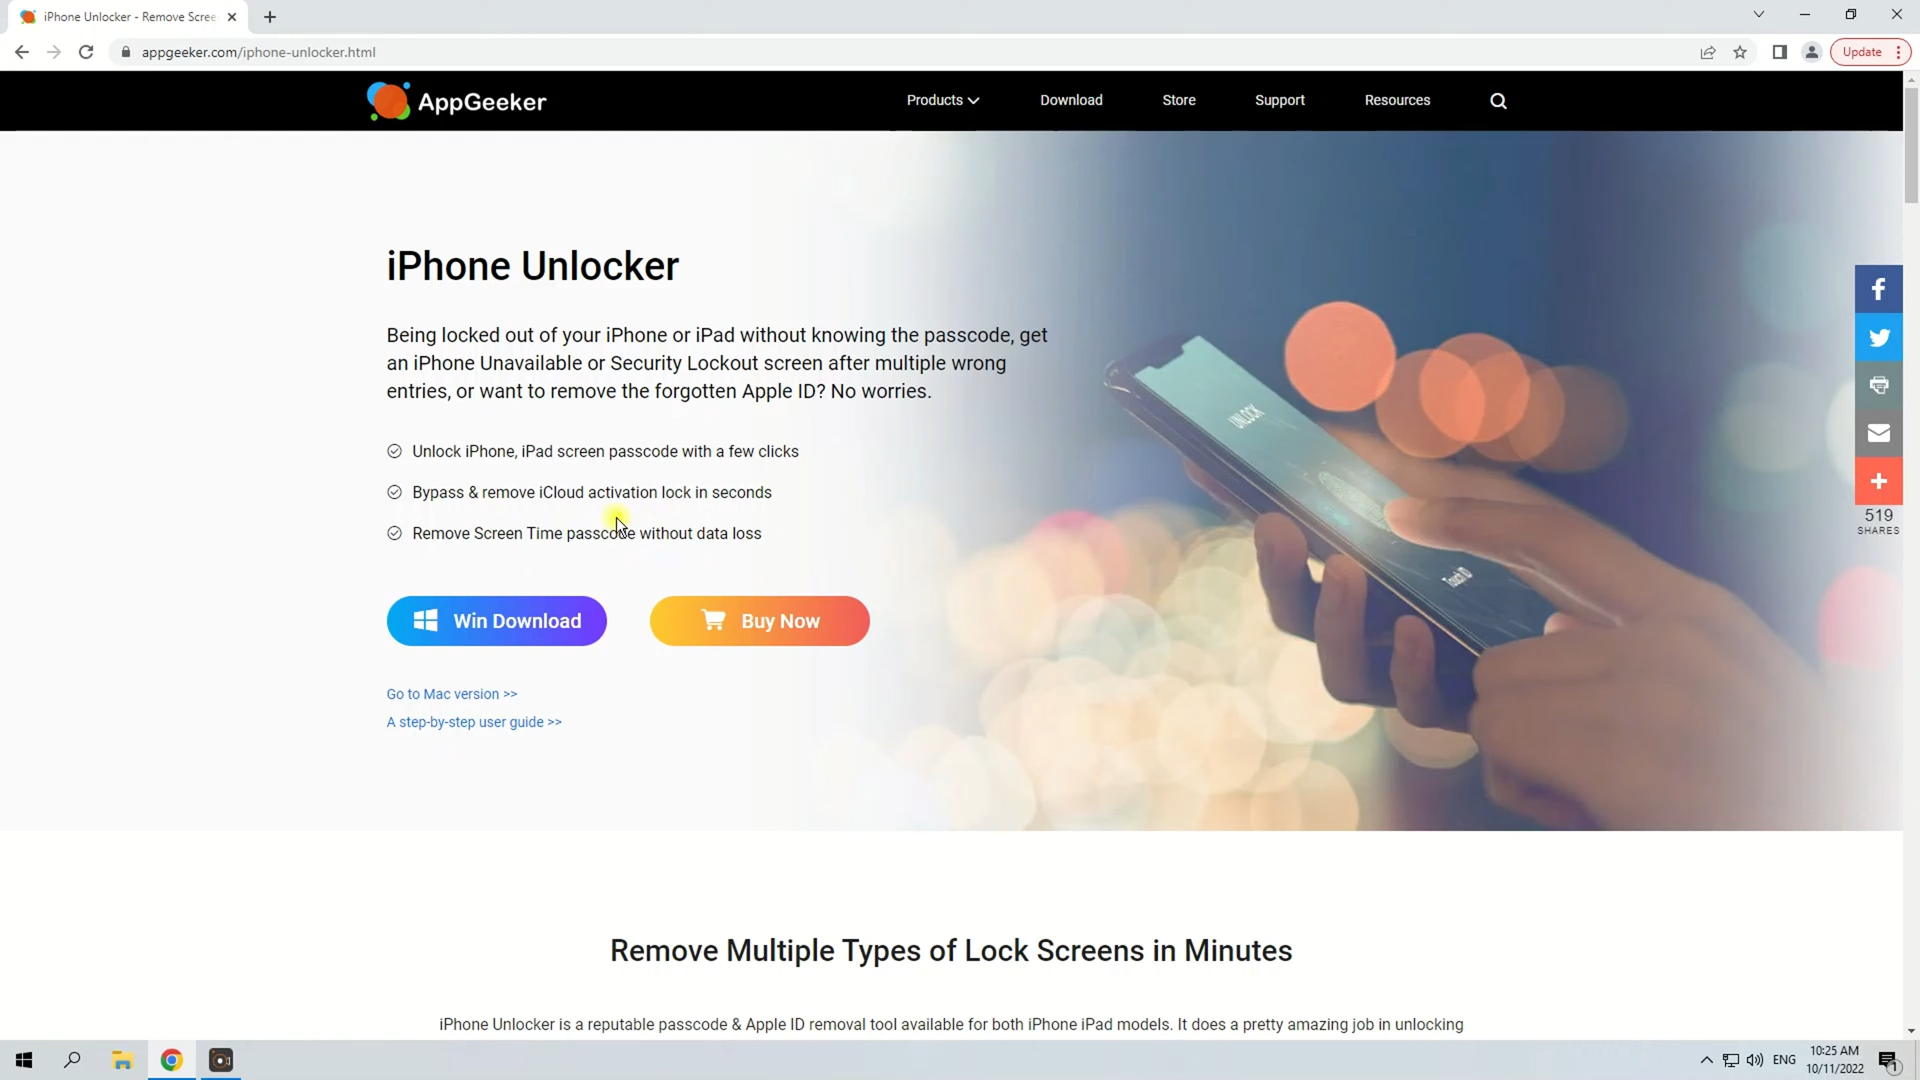 iPhone Unlocker - Remove Scree
appgeeker.com/iphone-unlocker.html
Update
AppGeeker
Products
Download
Store
Support
Resources
iPhone Unlocker
Being locked out of your iPhone or iPad without knowing the passcode, get
an iPhone Unavailable or Security Lockout screen after multiple wrong
entries, or want to remove the forgotten Apple ID? No worries.
Unlock iPhone, iPad screen passcode with a few clicks
Bypass & remove iCloud activation lock in seconds
Remove Screen Time passcode without data loss
Win Download
Buy Now
Go to Mac version >>
A step-by-step user guide >>
UNLOCK
Touch ID
519
SHARES
Remove Multiple Types of Lock Screens in Minutes
iPhone Unlocker is a reputable passcode & Apple ID removal tool available for both iPhone iPad models. It does a pretty amazing job in unlocking
ENG
10:25 AM
10/11/2022
1